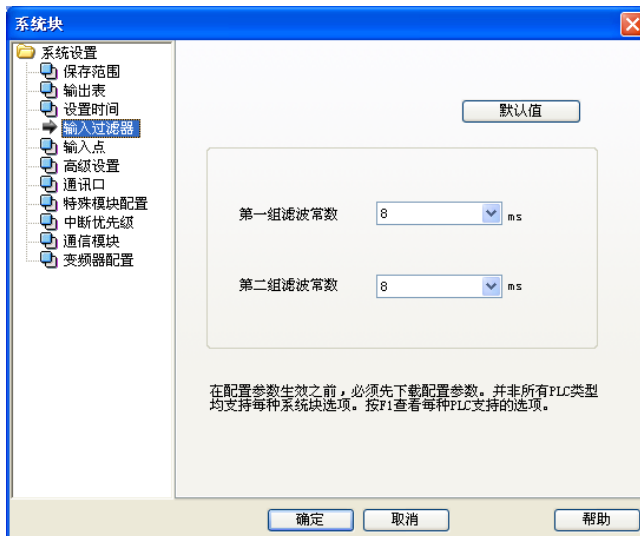 系统块
系统设置
保存范围
输出表
设置时间
输入过滤器
输入点
高级设置
通讯口
特殊模块配置
中断优先级
通信模块
变频器配置
默认值
第一组滤波常数 8 ms
第二组滤波常数 8 ms
在配置参数生效之前，必须先下载配置参数。并非所有PLC类型
均支持每种系统块选项。按F1查看每种PLC支持的选项。
确定 取消 帮助